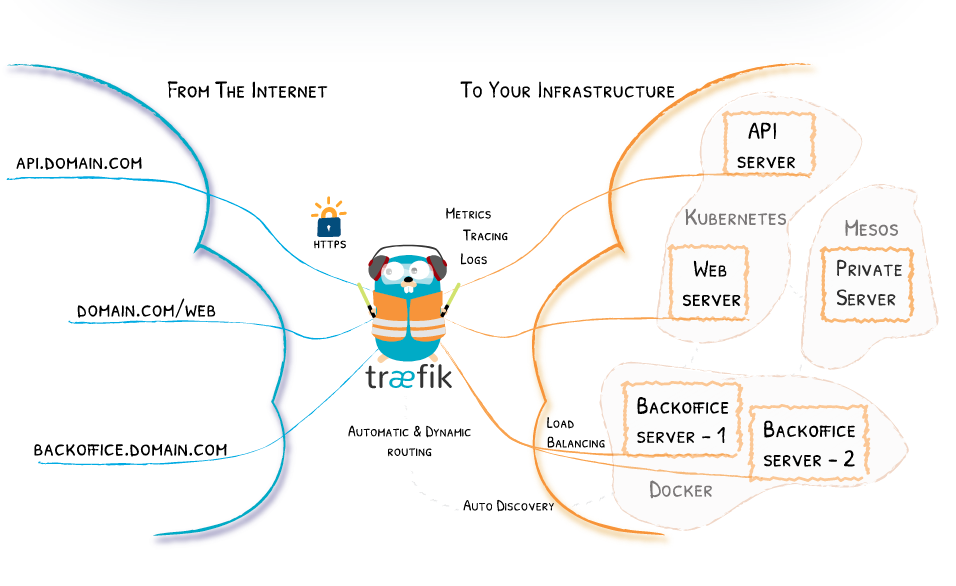 From The Internet
To Your Infrastructure
api.domain.com
API
server
HTTPS
Metrics
Tracing
Logs
Kubernetes
Mesos
Web
server
Private
Server
domain.com/web
træfik
backoffice.domain.com
Automatic & Dynamic
routing
Load
Balancing
Backoffice
server - 1
Backoffice
server - 2
Docker
Auto Discovery